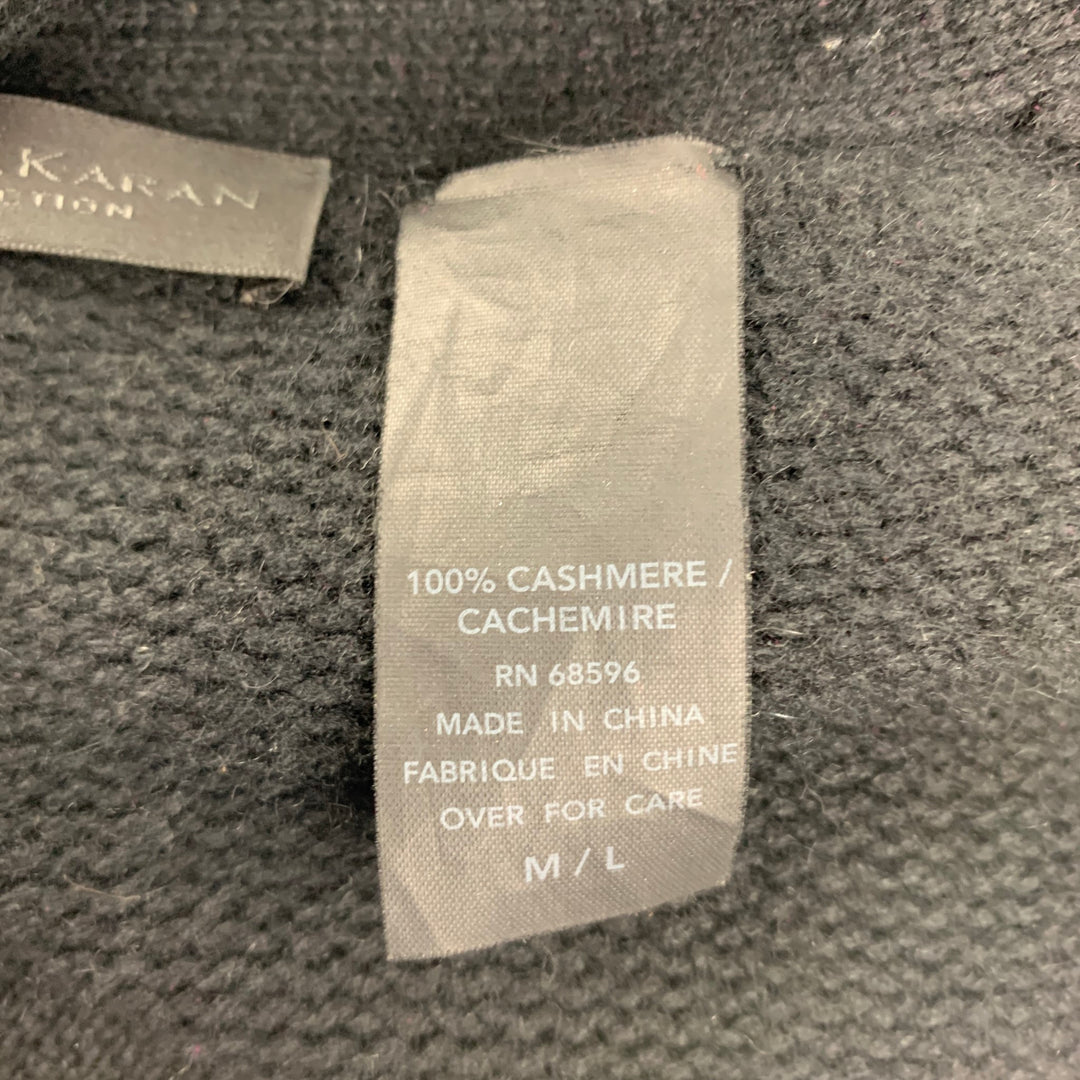 KARAN
100% CASHMERE /
CACHEMIRE
RN 68596
MADE IN CHINA
FABRIQUE EN CHINE
OVER FOR CARE
M / L